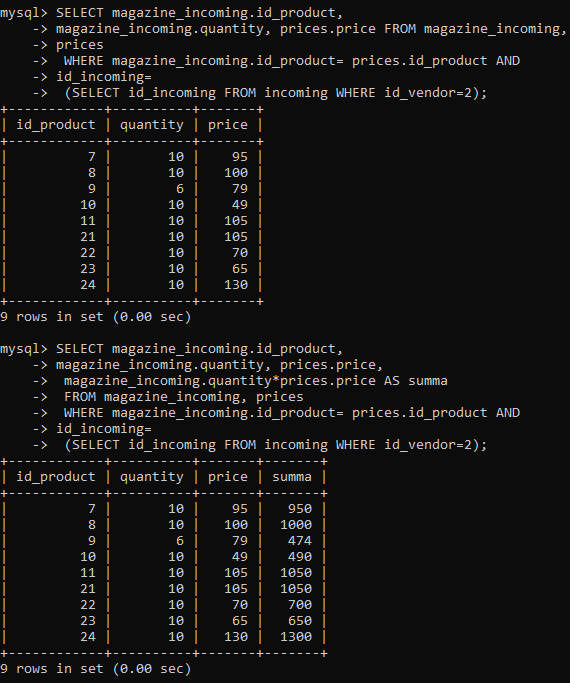 mysql> SELECT magazine_incoming.id_product,
    -> magazine_incoming.quantity, prices.price FROM magazine_incoming,
    -> prices
    ->  WHERE magazine_incoming.id_product= prices.id_product AND
    -> id_incoming=
    ->  (SELECT id_incoming FROM incoming WHERE id_vendor=2);
+------------+----------+-------+
| id_product | quantity | price |
+------------+----------+-------+
|          7 |       10 |    95 |
|          8 |       10 |   100 |
|          9 |        6 |    79 |
|         10 |       10 |    49 |
|         11 |       10 |   105 |
|         21 |       10 |   105 |
|         22 |       10 |    70 |
|         23 |       10 |    65 |
|         24 |       10 |   130 |
+------------+----------+-------+
9 rows in set (0.00 sec)

mysql> SELECT magazine_incoming.id_product,
    -> magazine_incoming.quantity, prices.price,
    ->  magazine_incoming.quantity*prices.price AS summa
    ->  FROM magazine_incoming, prices
    ->  WHERE magazine_incoming.id_product= prices.id_product AND
    -> id_incoming=
    ->  (SELECT id_incoming FROM incoming WHERE id_vendor=2);
+------------+----------+-------+-------+
| id_product | quantity | price | summa |
+------------+----------+-------+-------+
|          7 |       10 |    95 |   950 |
|          8 |       10 |   100 |  1000 |
|          9 |        6 |    79 |   474 |
|         10 |       10 |    49 |   490 |
|         11 |       10 |   105 |  1050 |
|         21 |       10 |   105 |  1050 |
|         22 |       10 |    70 |   700 |
|         23 |       10 |    65 |   650 |
|         24 |       10 |   130 |  1300 |
+------------+----------+-------+-------+
9 rows in set (0.00 sec)